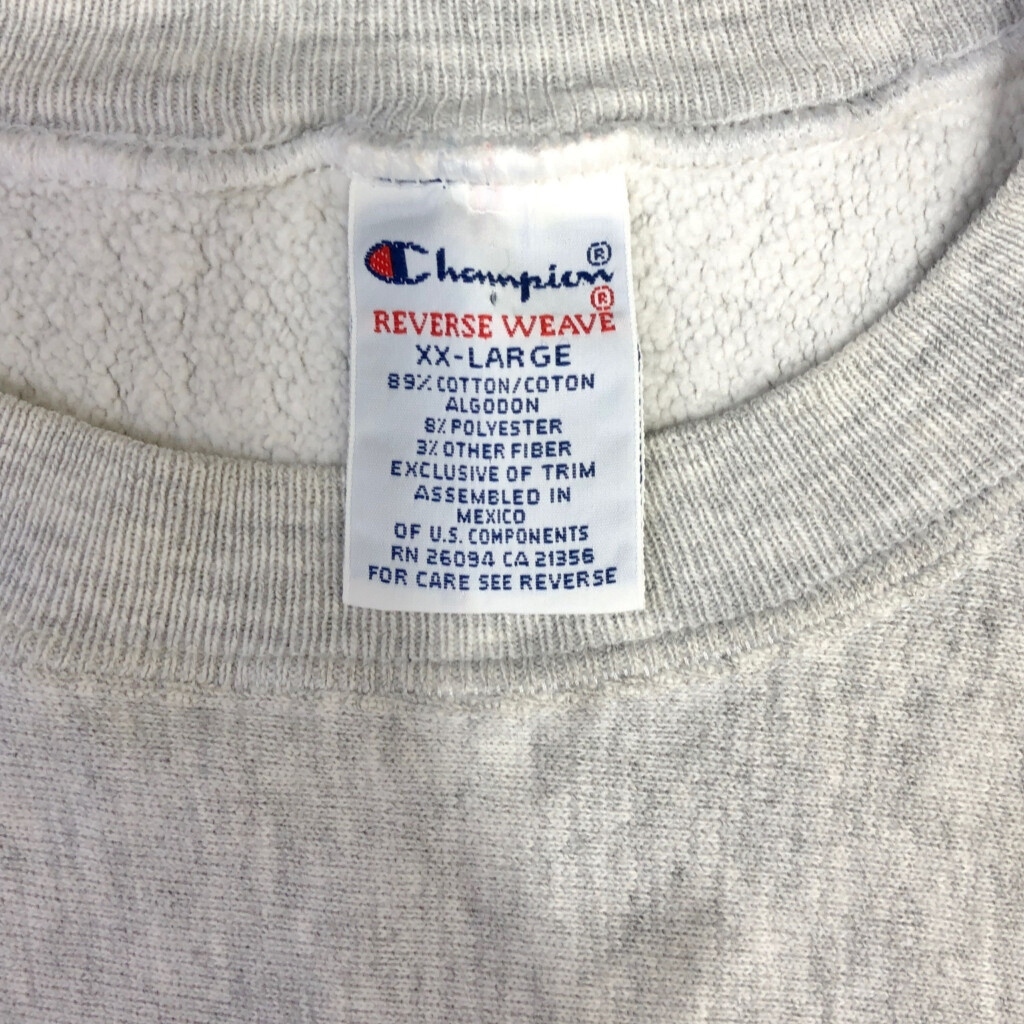 Champion®
®
REVERSE WEAVE
XX-LARGE
89% COTTON/COTON
ALGODON
8% POLYESTER
3% OTHER FIBER
EXCLUSIVE OF TRIM
ASSEMBLED IN
MEXICO
OF U.S. COMPONENTS
RN 26094 CA 21356
FOR CARE SEE REVERSE